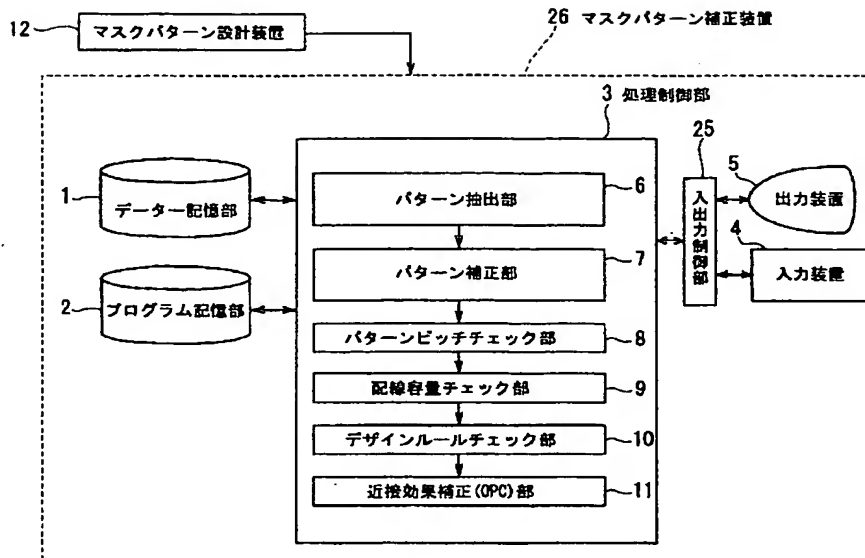 12 マスクパターン設計装置
26 マスクパターン補正装置
3 処理制御部
1 データー記憶部
2 プログラム記憶部
パターン抽出部 6
パターン補正部 7
パターンピッチチェック部 8
配線容量チェック部 9
デザインルールチェック部 10
近接効果補正(OPC)部 11
25
入出力制御部
5
出力装置
4
入力装置